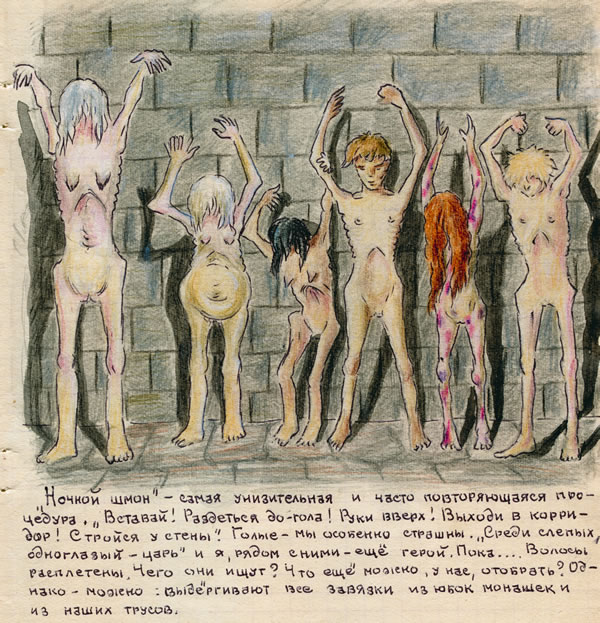 "Ночной шмон" – самая унизительная и часто повторяющаяся про-
цедура. „Вставай! Раздеться до-гола! Руки вверх! Выходи в корри-
дор! Стройся у стены". Голые – мы особенно страшны. „Среди слепых,
одноглазый – царь" и я, рядом с ними – ещё герой. Пока.... Волосы
расплетены. Чего они ищут? Что ещё можно, у нас, отобрать? Од-
нако – можно: выдёргивают все завязки из юбок монашек и
из наших трусов.